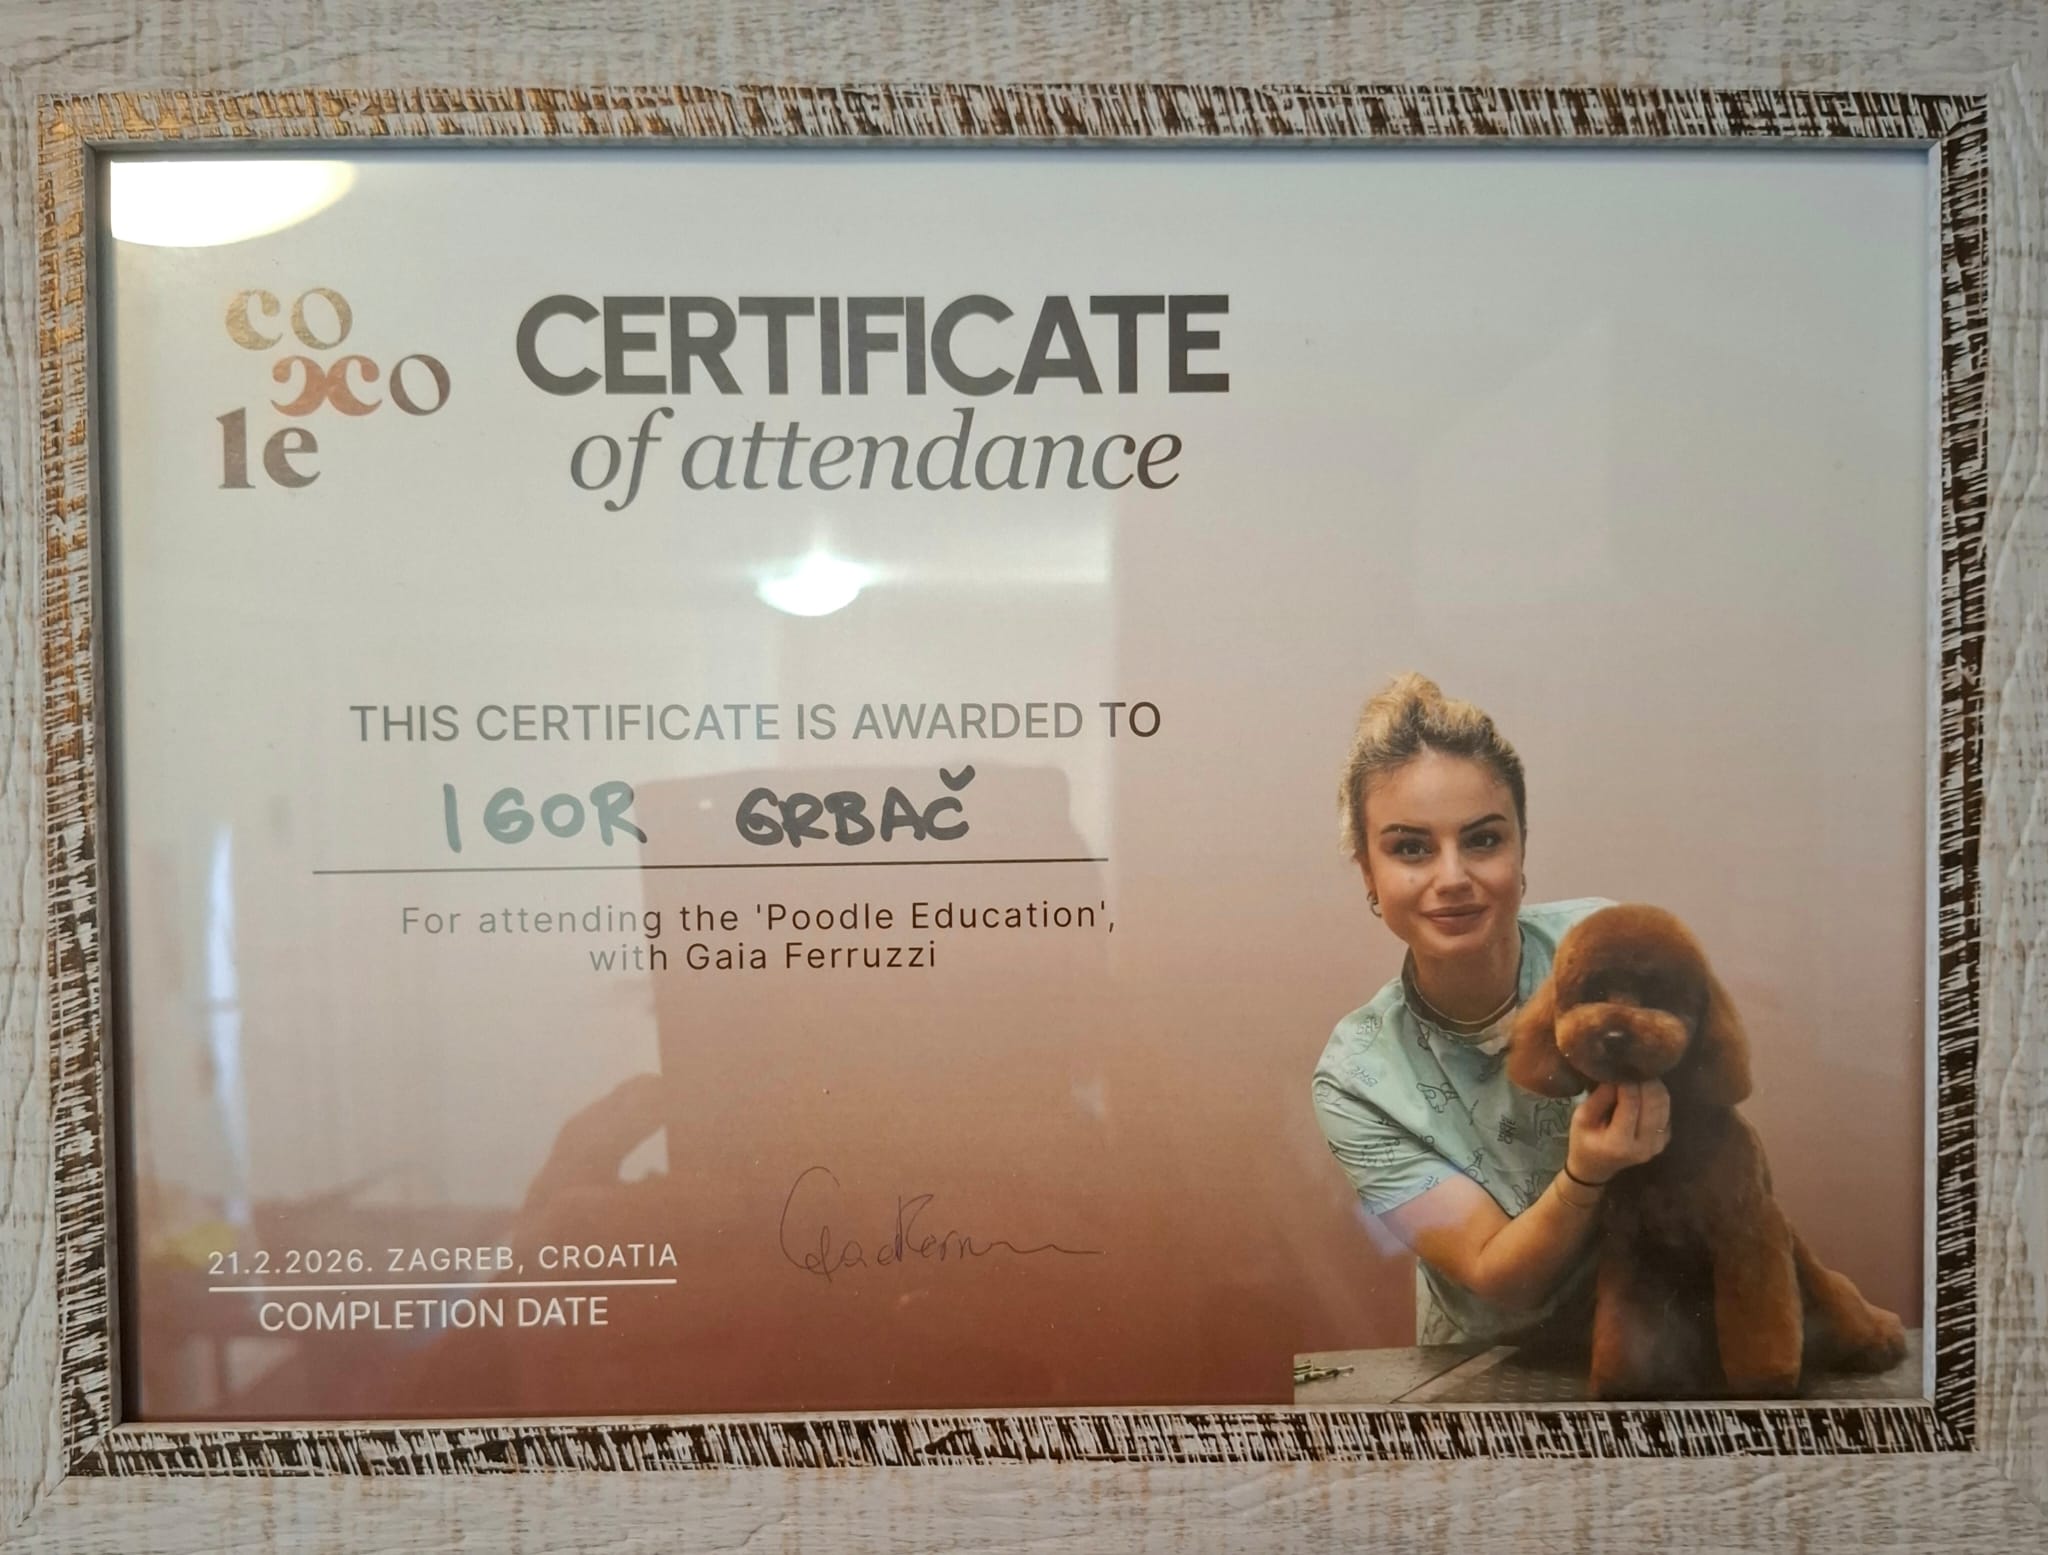 co
cco
le
CERTIFICATE
of attendance
THIS CERTIFICATE IS AWARDED TO
IGOR GRBAČ
For attending the 'Poodle Education',
with Gaia Ferruzzi
21.2.2026. ZAGREB, CROATIA
COMPLETION DATE